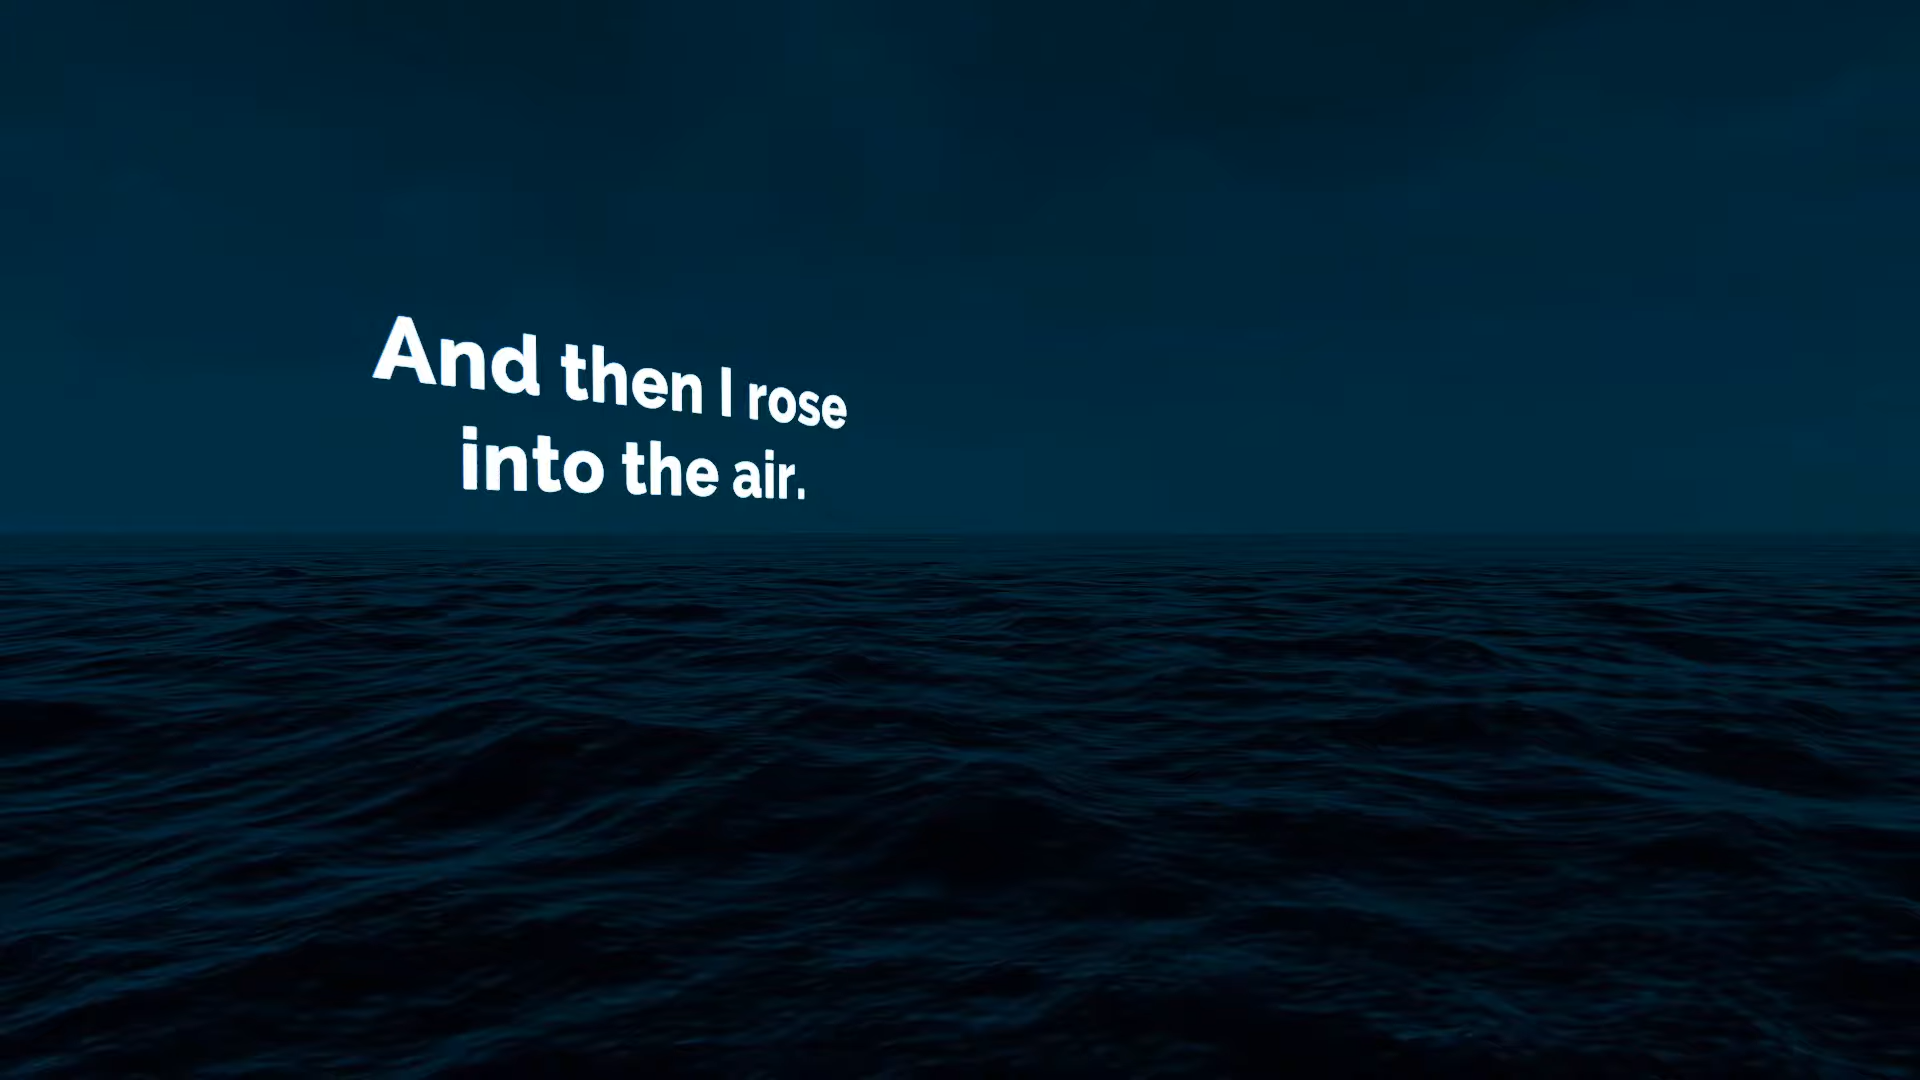 And then I rose
into the air.